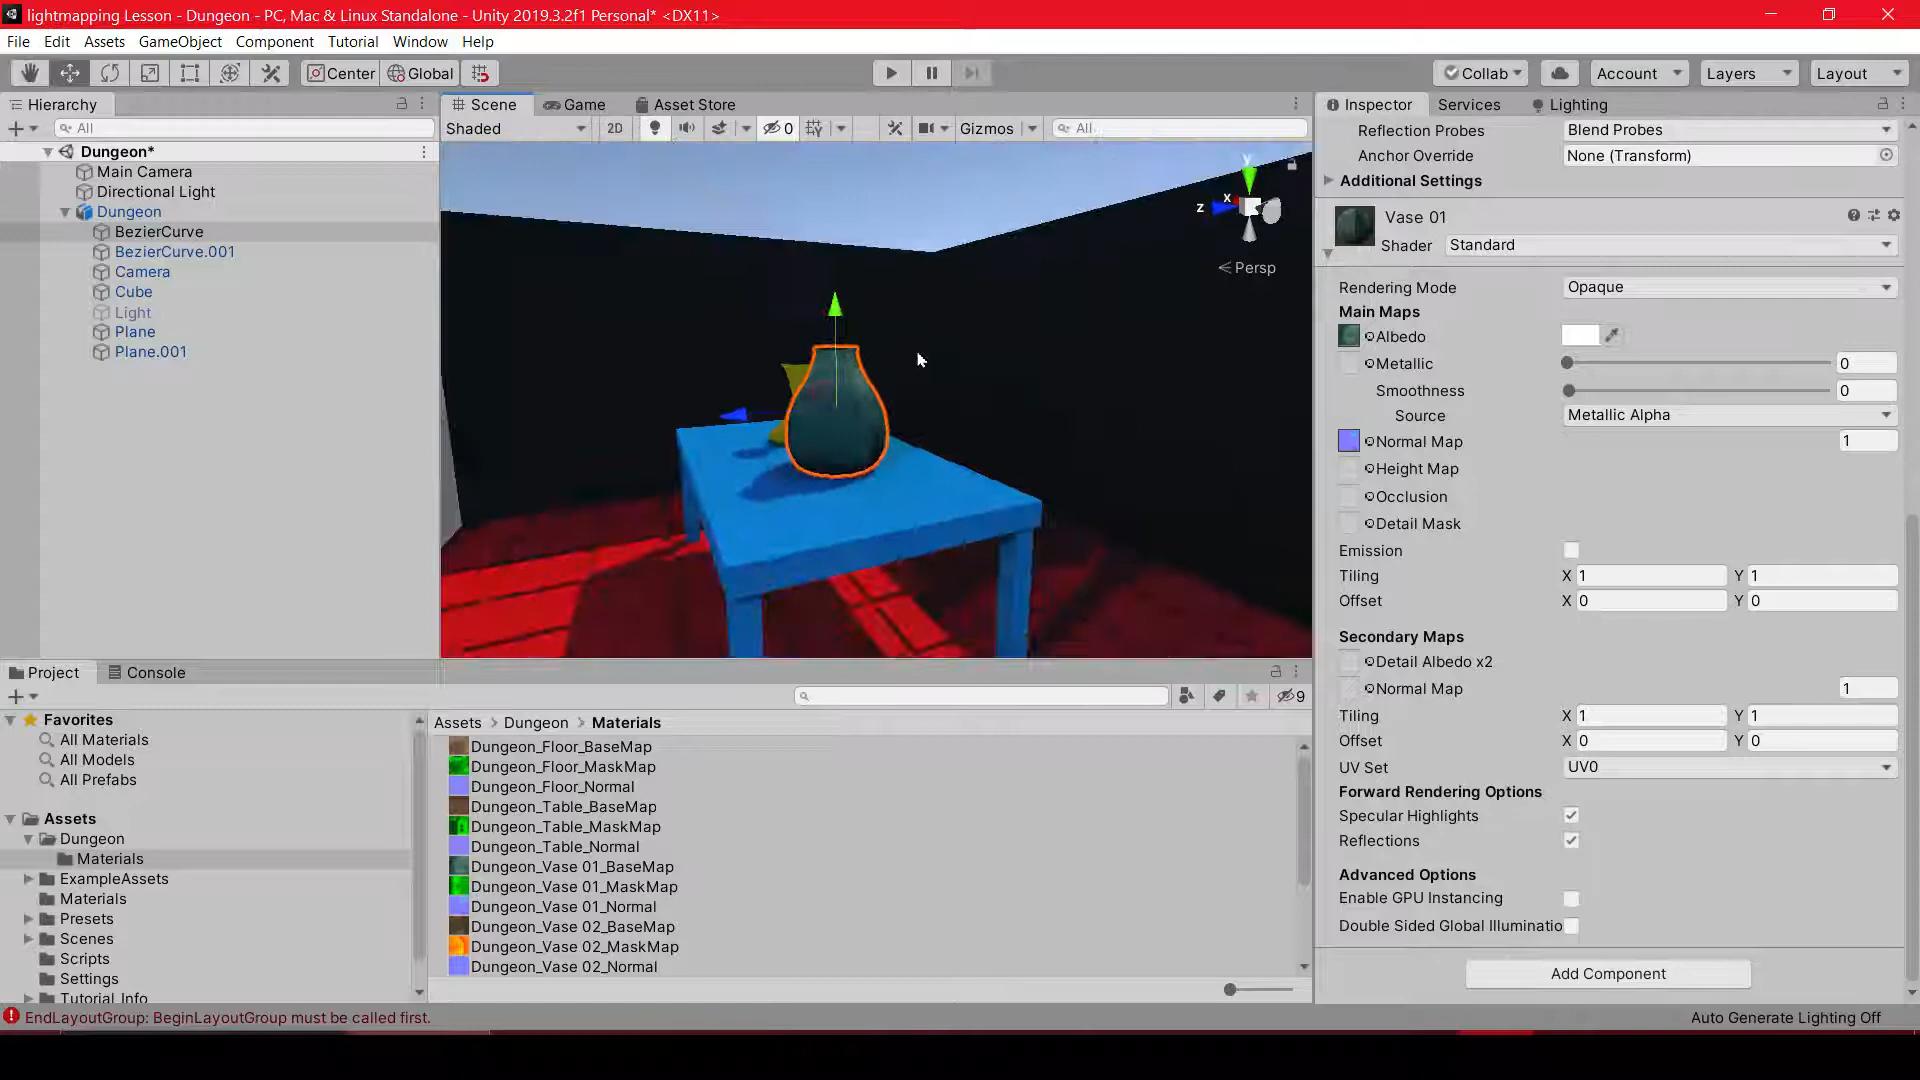 lightmapping Lesson - Dungeon - PC, Mac & Linux Standalone - Unity 2019.3.2f1 Personal* <DX11>
File Edit Assets GameObject Component Tutorial Window Help
Center Global Collab Account Layers Layout
Hierarchy
All
Dungeon*
Main Camera
Directional Light
Dungeon
BezierCurve
BezierCurve.001
Camera
Cube
Light
Plane
Plane.001
Scene Game Asset Store
Shaded 2D 0 Gizmos All
y
x
z
Persp
Inspector Services Lighting
Reflection Probes Blend Probes
Anchor Override None (Transform)
Additional Settings
Vase 01
Shader Standard
Rendering Mode Opaque
Main Maps
Albedo
Metallic 0
Smoothness 0
Source Metallic Alpha
Normal Map 1
Height Map
Occlusion
Detail Mask
Emission
Tiling X 1 Y 1
Offset X 0 Y 0
Secondary Maps
Detail Albedo x2
Normal Map 1
Tiling X 1 Y 1
Offset X 0 Y 0
UV Set UV0
Forward Rendering Options
Specular Highlights
Reflections
Advanced Options
Enable GPU Instancing
Double Sided Global Illuminatio
Add Component
Project Console
9
Favorites
All Materials
All Models
All Prefabs
Assets
Dungeon
Materials
ExampleAssets
Materials
Presets
Scenes
Scripts
Settings
Tutorial Info
Assets > Dungeon > Materials
Dungeon_Floor_BaseMap
Dungeon_Floor_MaskMap
Dungeon_Floor_Normal
Dungeon_Table_BaseMap
Dungeon_Table_MaskMap
Dungeon_Table_Normal
Dungeon_Vase 01_BaseMap
Dungeon_Vase 01_MaskMap
Dungeon_Vase 01_Normal
Dungeon_Vase 02_BaseMap
Dungeon_Vase 02_MaskMap
Dungeon_Vase 02_Normal
EndLayoutGroup: BeginLayoutGroup must be called first.
Auto Generate Lighting Off